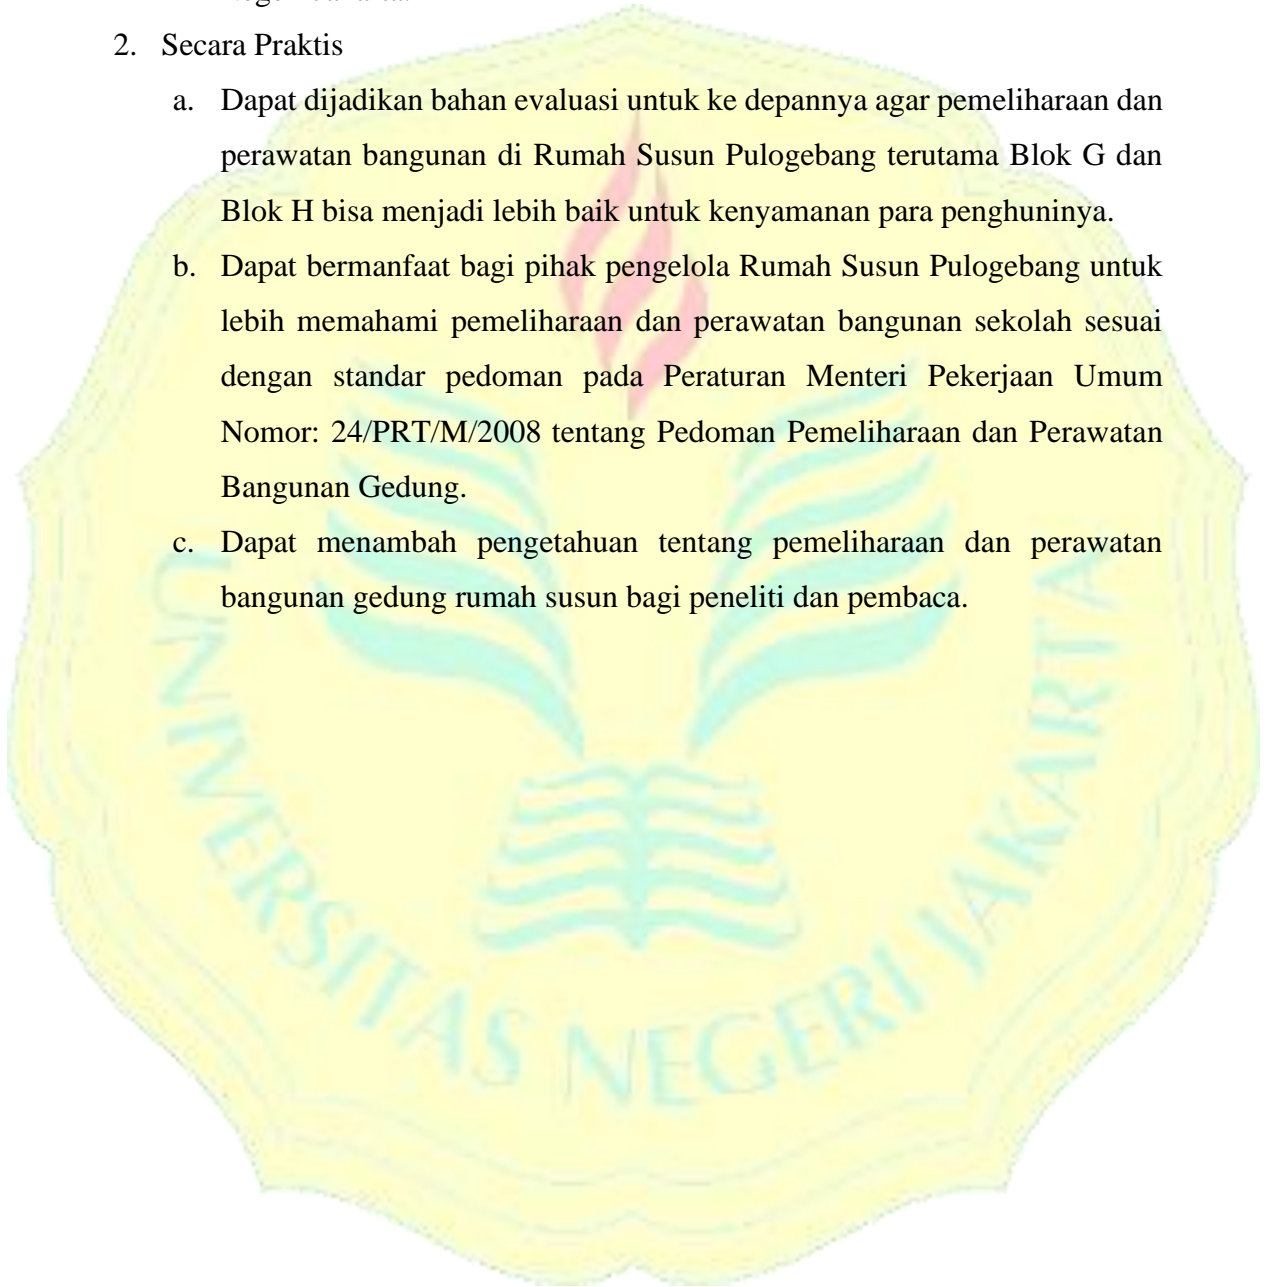 2. Secara Praktis
a. Dapat dijadikan bahan evaluasi untuk ke depannya agar pemeliharaan dan
perawatan bangunan di Rumah Susun Pulogebang terutama Blok G dan
Blok H bisa menjadi lebih baik untuk kenyamanan para penghuninya.
b. Dapat bermanfaat bagi pihak pengelola Rumah Susun Pulogebang untuk
lebih memahami pemeliharaan dan perawatan bangunan sekolah sesuai
dengan standar pedoman pada Peraturan Menteri Pekerjaan Umum
Nomor: 24/PRT/M/2008 tentang Pedoman Pemeliharaan dan Perawatan
Bangunan Gedung.
c. Dapat menambah pengetahuan tentang pemeliharaan dan perawatan
bangunan gedung rumah susun bagi peneliti dan pembaca.
UNIVERSITAS NEGERI JAKARTA